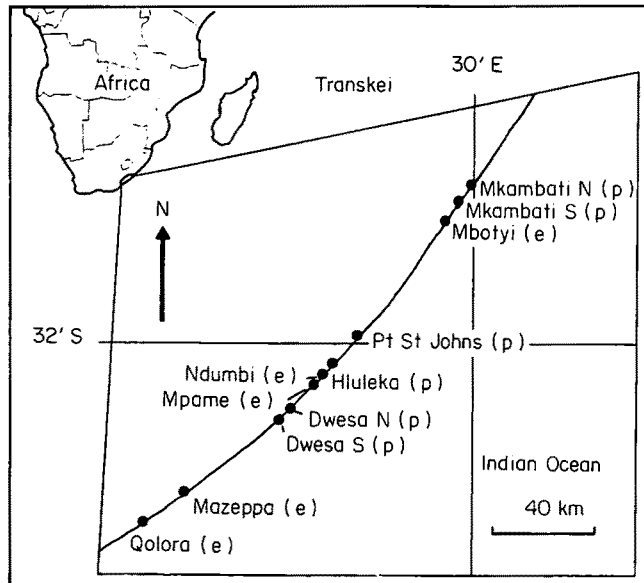 Africa
Transkei
30' E
N
Mkambati N (p)
Mkambati S (p)
Mbotyi (e)
32' S
Pt St Johns (p)
Ndumbi (e)
Hluleka (p)
Mpame (e)
Dwesa N (p)
Dwesa S (p)
Indian Ocean
Mazeppa (e)
40 km
Qolora (e)